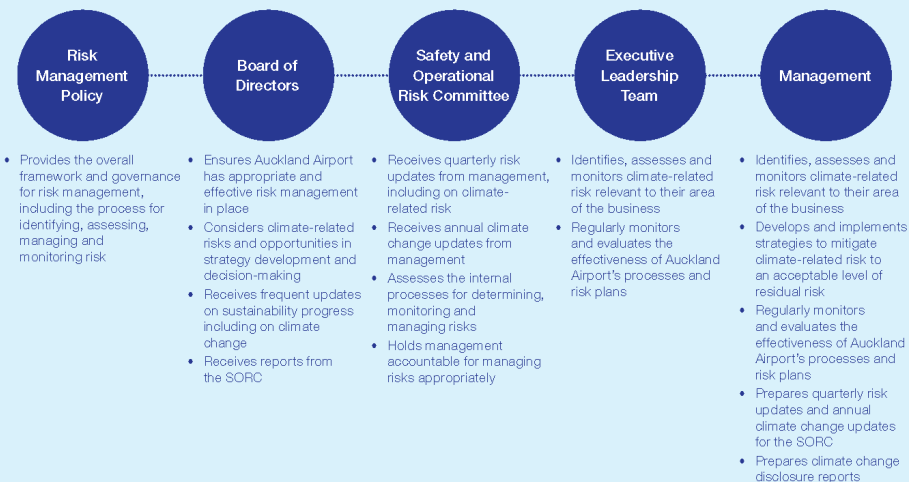 Risk
Management
Policy
Board of
Directors
Safety and
Operational
Risk Committee
Executive
Leadership
Team
Management
• Provides the overall
framework and governance
for risk management,
including the process for
identifying, assessing,
managing and
monitoring risk
• Ensures Auckland Airport
has appropriate and
effective risk management
in place
• Considers climate-related
risks and opportunities in
strategy development and
decision-making
• Receives frequent updates
on sustainability progress
including on climate
change
• Receives reports from
the SORC
• Receives quarterly risk
updates from management,
including on climate-
related risk
• Receives annual climate
change updates from
management
• Assesses the internal
processes for determining,
monitoring and
managing risks
• Holds management
accountable for managing
risks appropriately
• Identifies, assesses and
monitors climate-related
risk relevant to their area
of the business
• Regularly monitors
and evaluates the
effectiveness of Auckland
Airport's processes and
risk plans
• Identifies, assesses and
monitors climate-related
risk relevant to their area
of the business
• Develops and implements
strategies to mitigate
climate-related risk to
an acceptable level of
residual risk
• Regularly monitors
and evaluates the
effectiveness of Auckland
Airport's processes and
risk plans
• Prepares quarterly risk
updates and annual
climate change updates
for the SORC
• Prepares climate change
disclosure reports